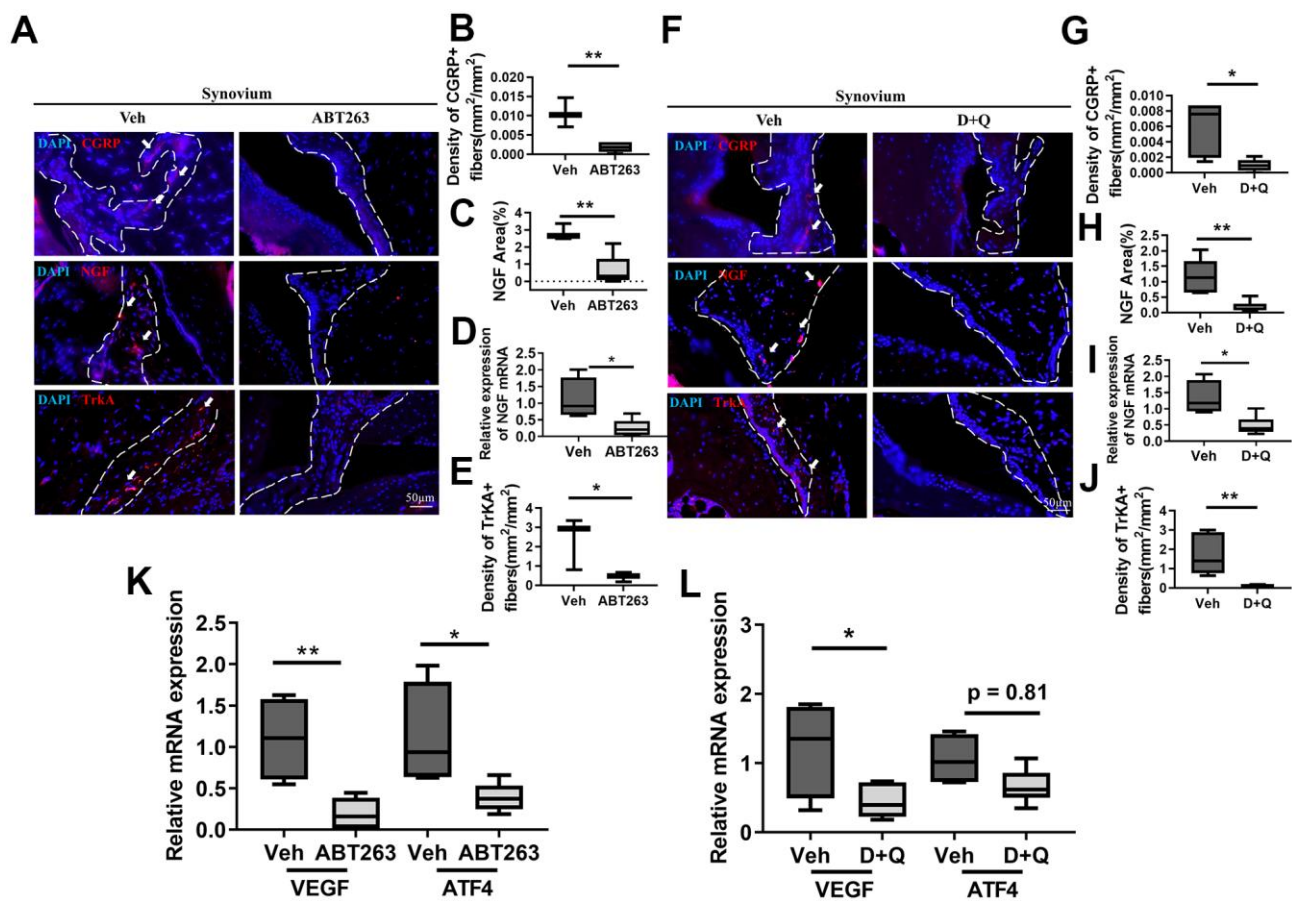 A
Synovium
Veh
ABT263
DAPI CGRP
DAPI NGF
DAPI TrkA
50μm
B
Density of CGRP+
fibers(mm²/mm²)
0.020
0.015
0.010
0.005
0.000
**
Veh ABT263
C
NGF Area(%)
4
3
2
1
0
**
Veh ABT263
D
Relative expression
of NGF mRNA
2.5
2.0
1.5
1.0
0.5
0.0
*
Veh ABT263
E
Density of TrKA+
fibers(mm²/mm²)
4
3
2
1
0
*
Veh ABT263
F
Synovium
Veh
D+Q
DAPI CGRP
DAPI NGF
DAPI TrkA
50μm
G
Density of CGRP+
fibers(mm²/mm²)
0.010
0.008
0.006
0.004
0.002
0.000
*
Veh D+Q
H
NGF Area(%)
2.5
2.0
1.5
1.0
0.5
0.0
**
Veh D+Q
I
Relative expression
of NGF mRNA
2.5
2.0
1.5
1.0
0.5
0.0
*
Veh D+Q
J
Density of TrKA+
fibers(mm²/mm²)
4
3
2
1
0
**
Veh D+Q
K
Relative mRNA expression
2.5
2.0
1.5
1.0
0.5
0.0
**
*
Veh ABT263 Veh ABT263
VEGF ATF4
L
Relative mRNA expression
3
2
1
0
*
p = 0.81
Veh D+Q Veh D+Q
VEGF ATF4